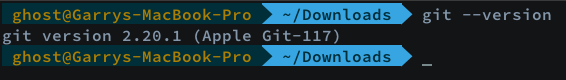 ghost@Garrys-MacBook-Pro ~/Downloads git --version
git version 2.20.1 (Apple Git-117)
ghost@Garrys-MacBook-Pro ~/Downloads _